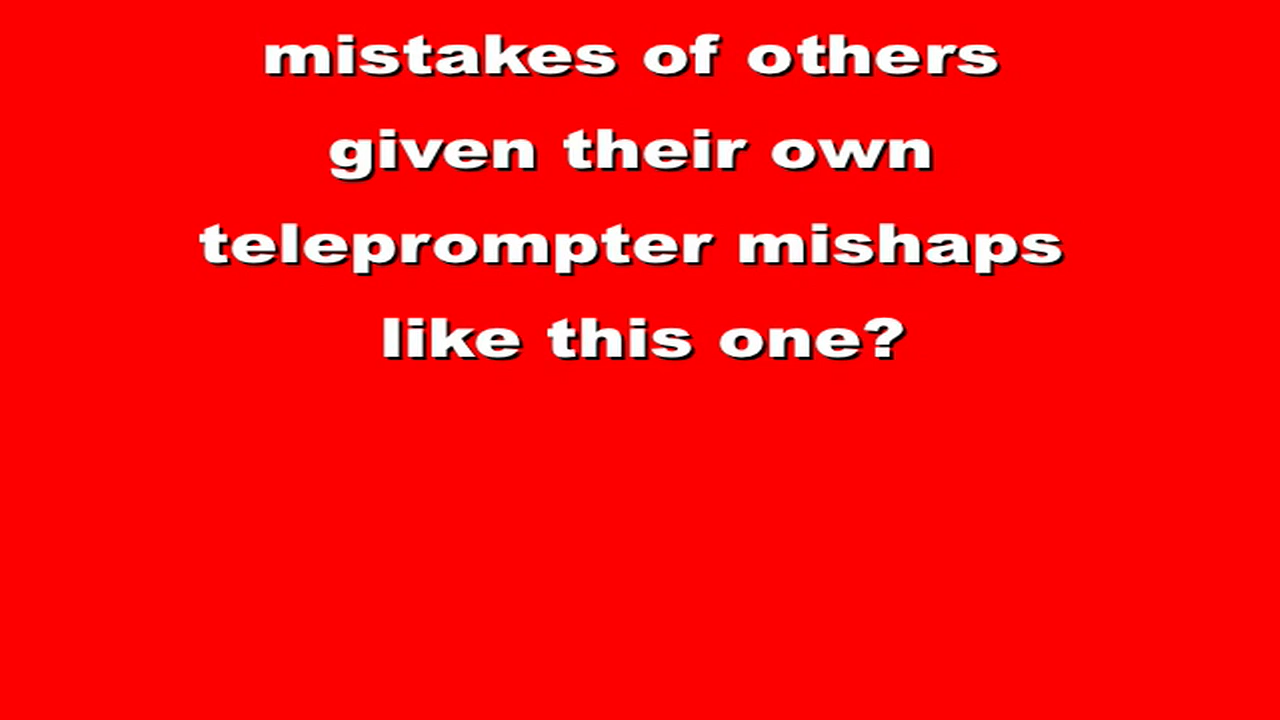 mistakes of others
given their own
teleprompter mishaps
like this one?